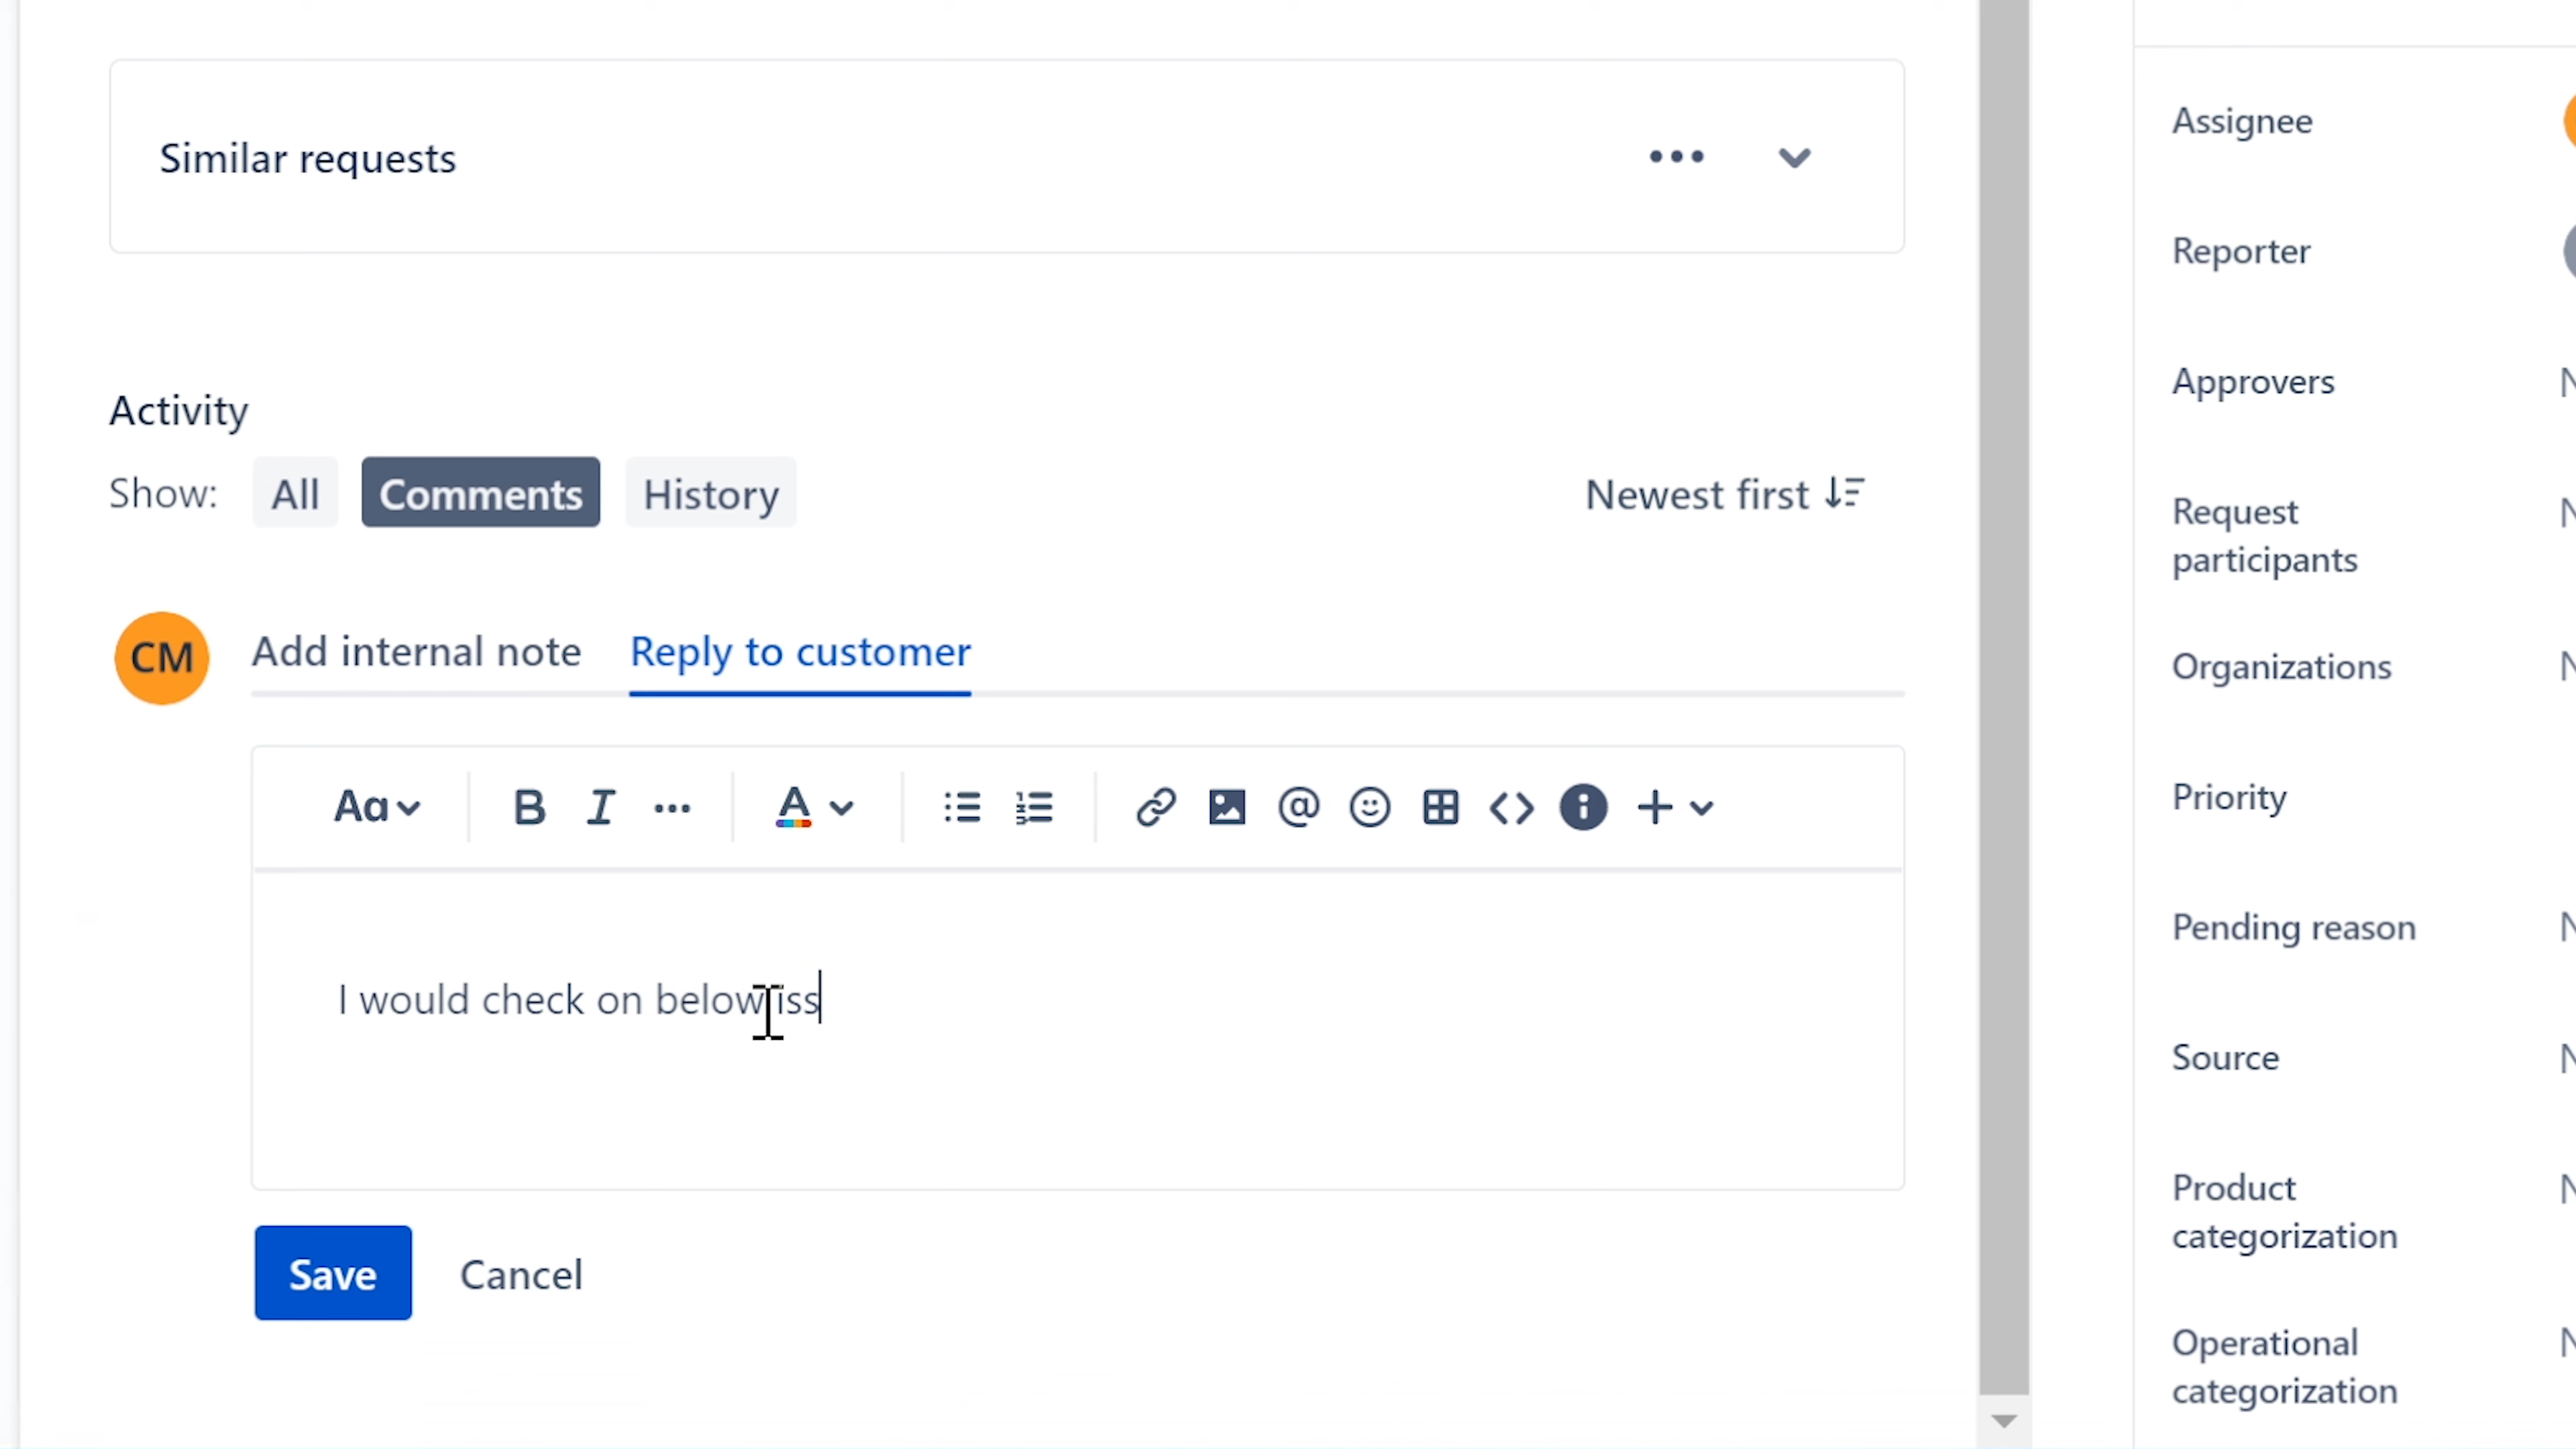 Similar requests
Activity
Show: All Comments History Newest first
CM Add internal note Reply to customer
Aa B I A @
I would check on below iss
Save Cancel
Assignee
Reporter
Approvers
Request
participants
Organizations
Priority
Pending reason
Source
Product
categorization
Operational
categorization